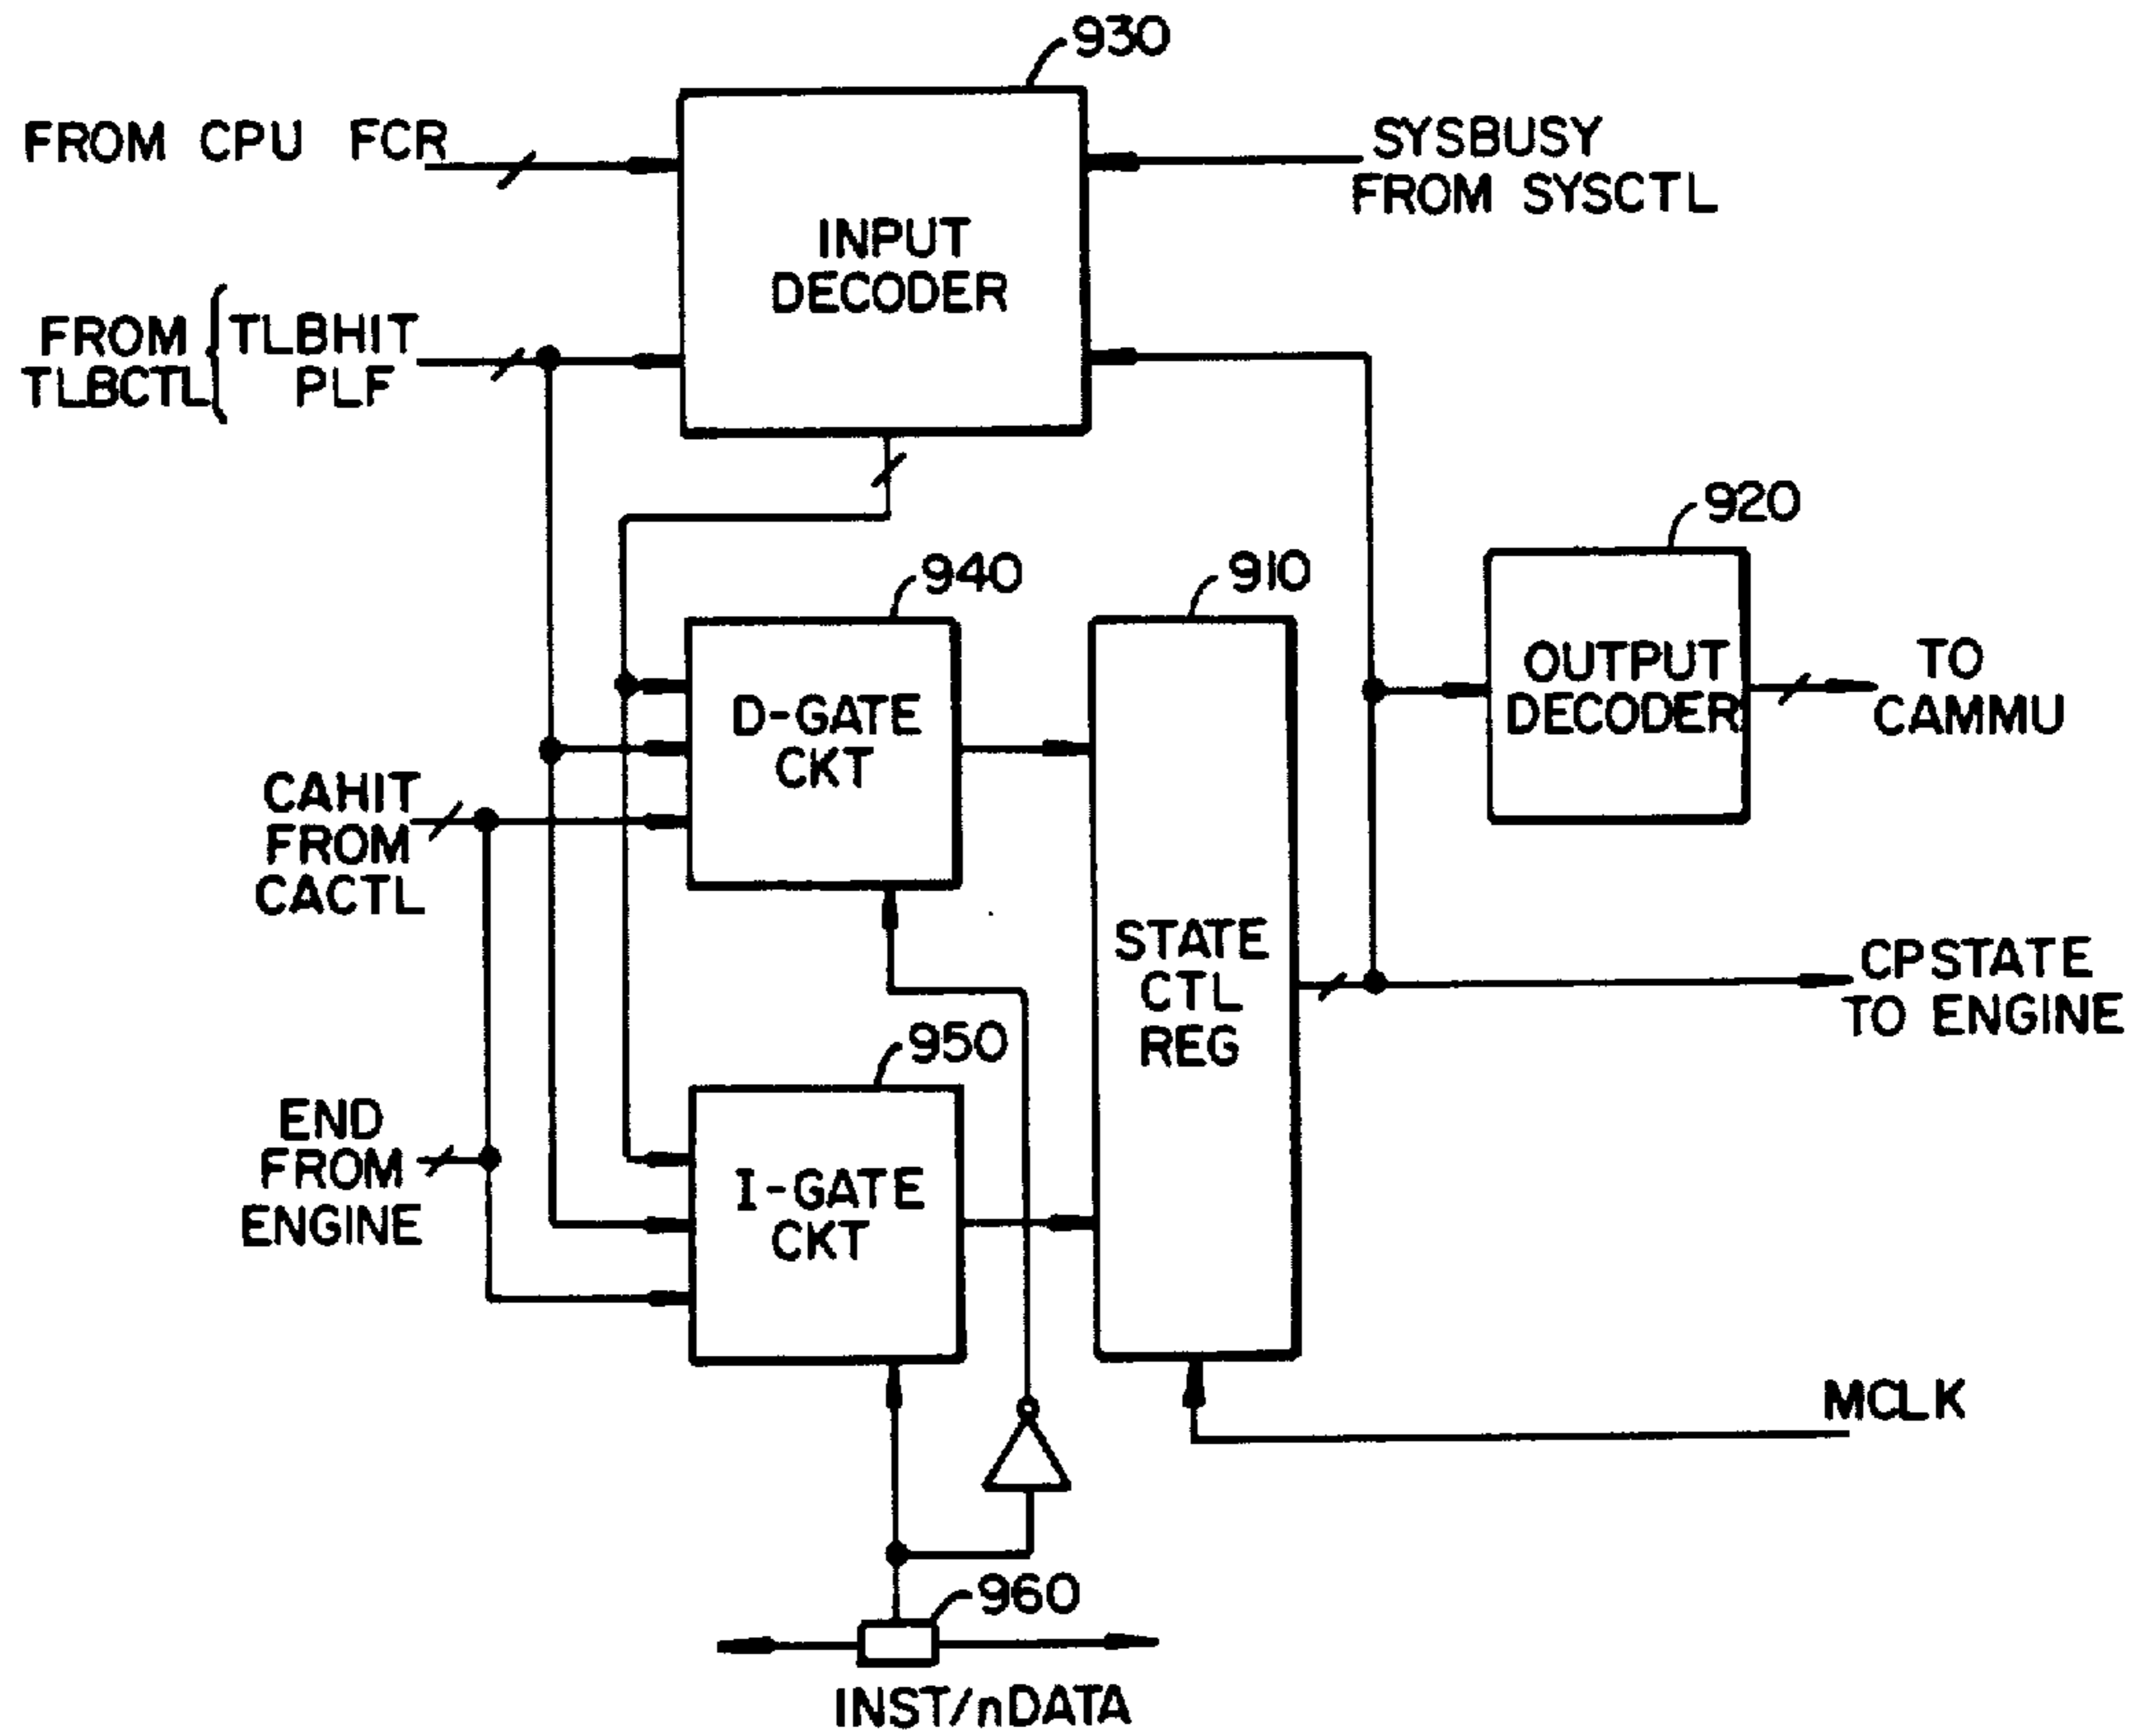 930
FROM CPU FCR
SYSBUSY
FROM SYSCTL
INPUT
DECODER
FROM { TLBHIT
TLBCTL PLF
920
940
910
OUTPUT
DECODER
TO
CAMMU
D-GATE
CKT
CAHIT
FROM
CACTL
STATE
CTL
REG
CPSTATE
TO ENGINE
950
END
FROM
ENGINE
I-GATE
CKT
MCLK
960
INST/nDATA